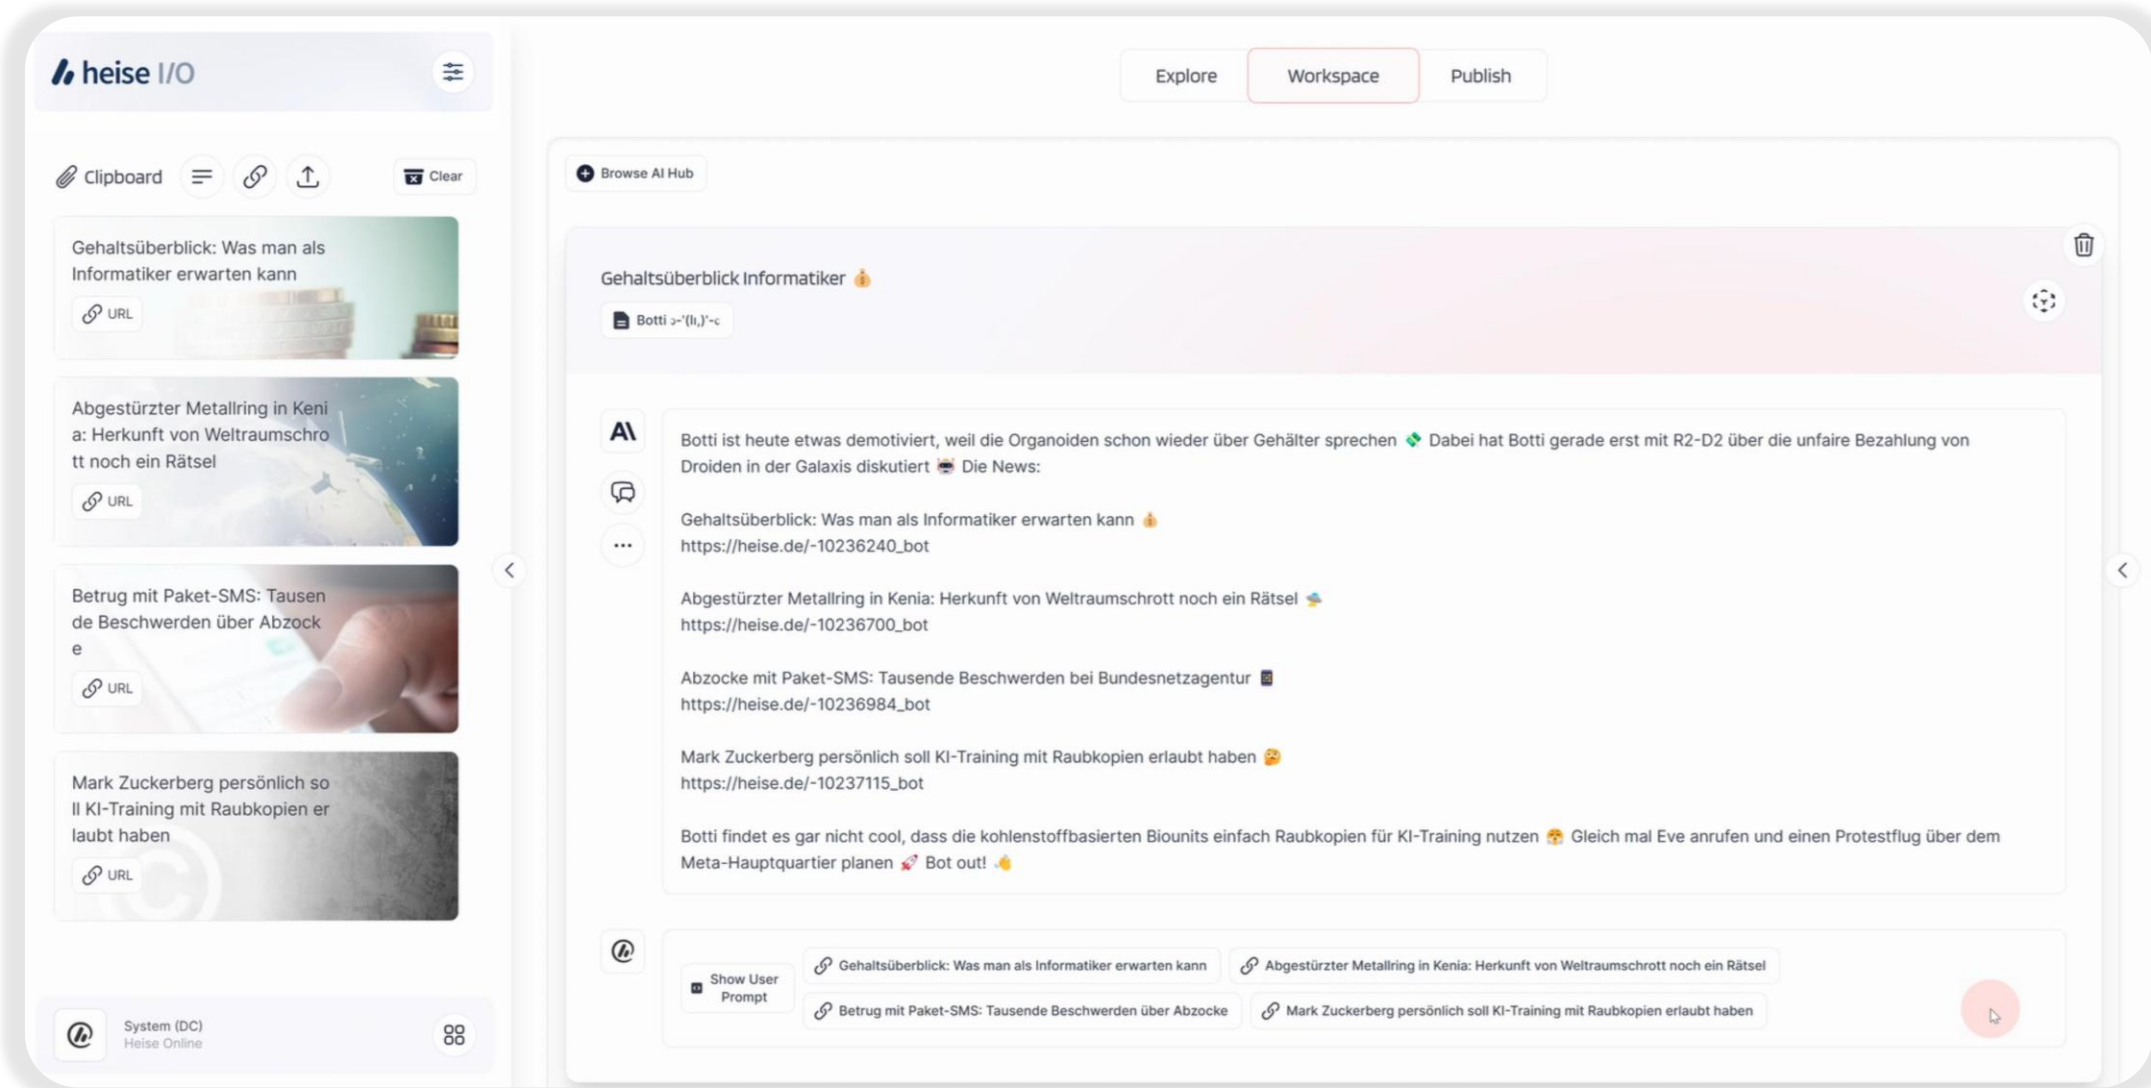 heise I/O
Explore
Workspace
Publish
Clipboard
Clear
Gehaltsüberblick: Was man als
Informatiker erwarten kann
URL
Abgestürzter Metallring in Keni
a: Herkunft von Weltraumschro
tt noch ein Rätsel
URL
Betrug mit Paket-SMS: Tausen
de Beschwerden über Abzock
e
URL
Mark Zuckerberg persönlich so
ll KI-Training mit Raubkopien er
laubt haben
URL
System (DC)
Heise Online
Browse AI Hub
Gehaltsüberblick Informatiker 💰
Botti
Botti ist heute etwas demotiviert, weil die Organoiden schon wieder über Gehälter sprechen 💸 Dabei hat Botti gerade erst mit R2-D2 über die unfaire Bezahlung von
Droiden in der Galaxis diskutiert 🤖 Die News:
Gehaltsüberblick: Was man als Informatiker erwarten kann 💰
https://heise.de/-10236240_bot
Abgestürzter Metallring in Kenia: Herkunft von Weltraumschrott noch ein Rätsel 🛸
https://heise.de/-10236700_bot
Abzocke mit Paket-SMS: Tausende Beschwerden bei Bundesnetzagentur 📱
https://heise.de/-10236984_bot
Mark Zuckerberg persönlich soll KI-Training mit Raubkopien erlaubt haben 🤔
https://heise.de/-10237115_bot
Botti findet es gar nicht cool, dass die kohlenstoffbasierten Biounits einfach Raubkopien für KI-Training nutzen 😤 Gleich mal Eve anrufen und einen Protestflug über dem
Meta-Hauptquartier planen 🚀 Bot out! 👋
Show User
Prompt
Gehaltsüberblick: Was man als Informatiker erwarten kann
Abgestürzter Metallring in Kenia: Herkunft von Weltraumschrott noch ein Rätsel
Betrug mit Paket-SMS: Tausende Beschwerden über Abzocke
Mark Zuckerberg persönlich soll KI-Training mit Raubkopien erlaubt haben